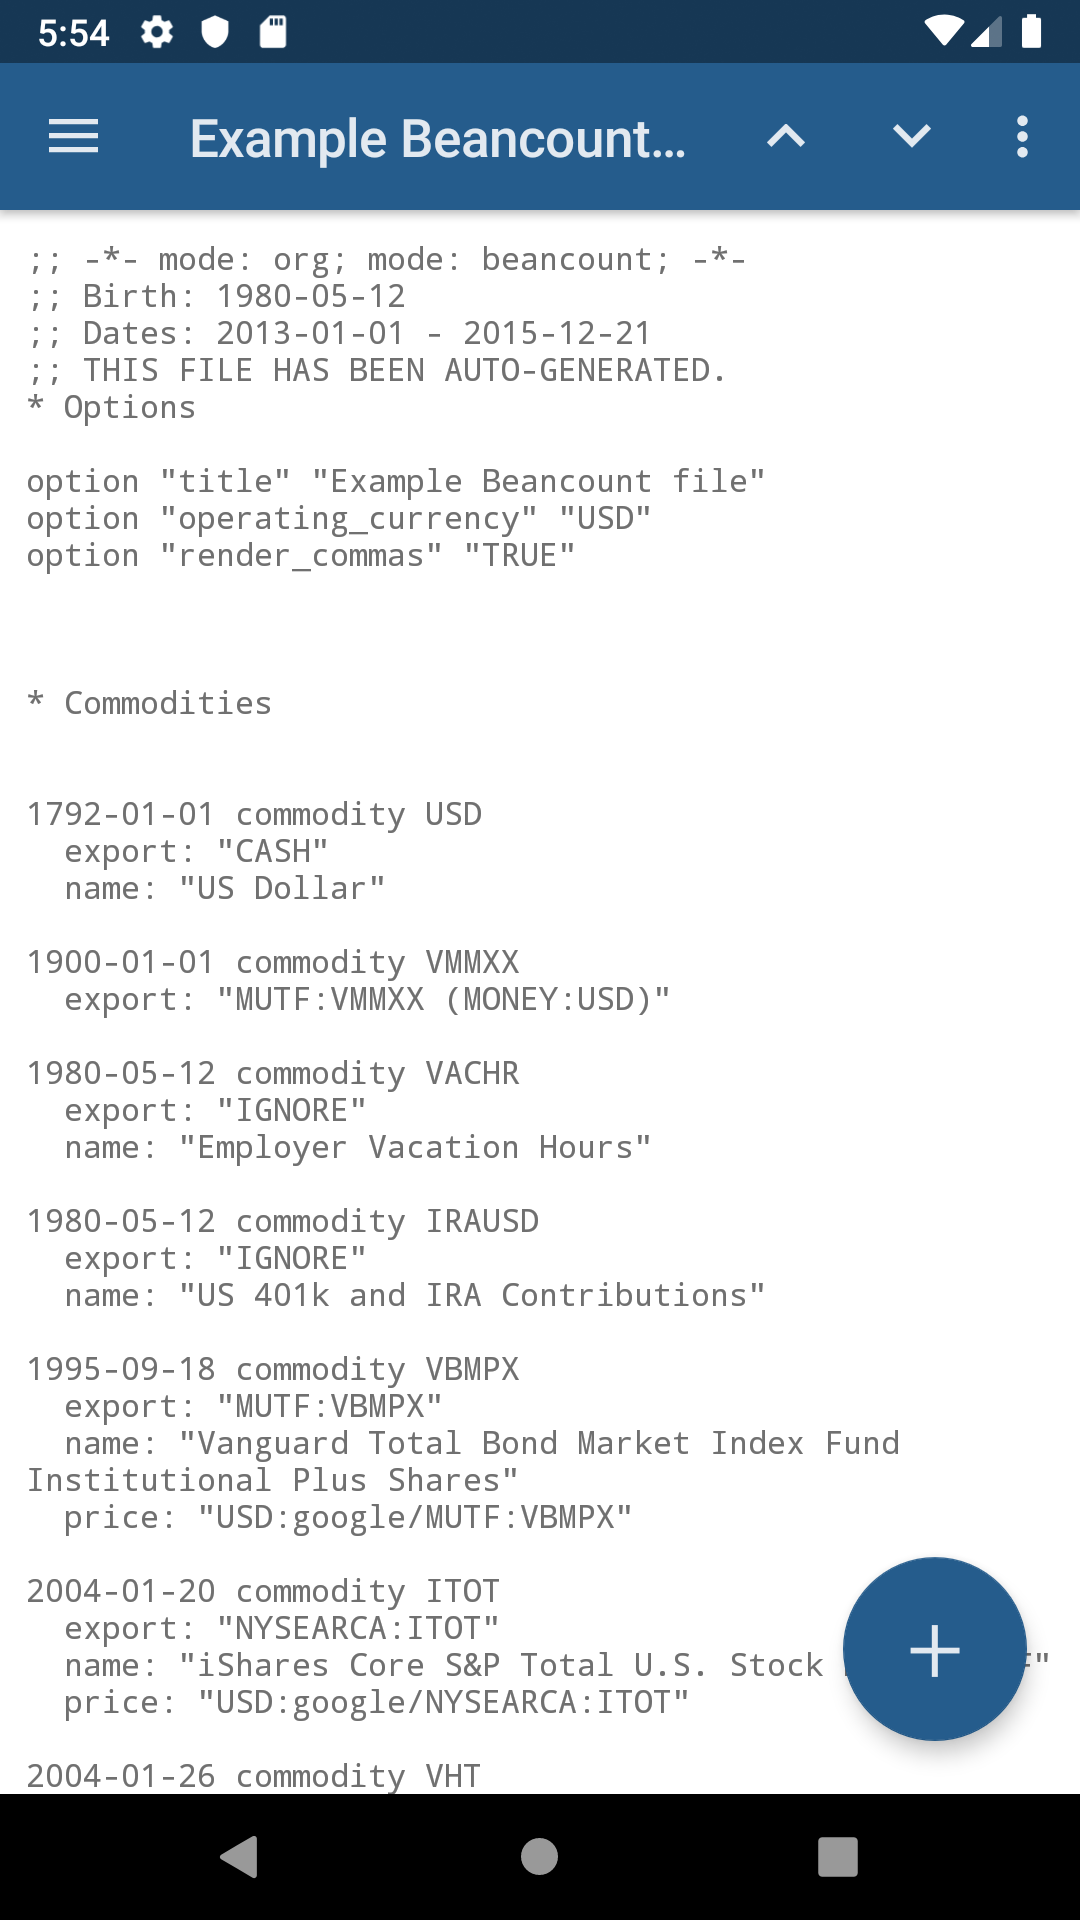 5:54
Example Beancount...
;; -*- mode: org; mode: beancount; -*-
;; Birth: 1980-05-12
;; Dates: 2013-01-01 - 2015-12-21
;; THIS FILE HAS BEEN AUTO-GENERATED.
* Options
option "title" "Example Beancount file"
option "operating_currency" "USD"
option "render_commas" "TRUE"
* Commodities
1792-01-01 commodity USD
  export: "CASH"
  name: "US Dollar"
1900-01-01 commodity VMMXX
  export: "MUTF:VMMXX (MONEY:USD)"
1980-05-12 commodity VACHR
  export: "IGNORE"
  name: "Employer Vacation Hours"
1980-05-12 commodity IRAUSD
  export: "IGNORE"
  name: "US 401k and IRA Contributions"
1995-09-18 commodity VBMPX
  export: "MUTF:VBMPX"
  name: "Vanguard Total Bond Market Index Fund
Institutional Plus Shares"
  price: "USD:google/MUTF:VBMPX"
2004-01-20 commodity ITOT
  export: "NYSEARCA:ITOT"
  name: "iShares Core S&P Total U.S. Stock
  price: "USD:google/NYSEARCA:ITOT"
2004-01-26 commodity VHT